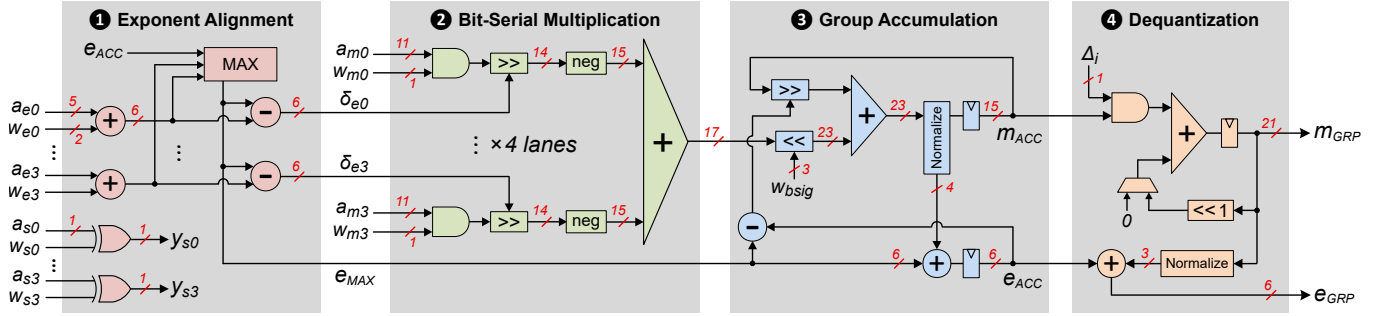 ❶ Exponent Alignment
e_ACC
MAX
a_e0
5
w_e0
2
+
6
−
6
δ_e0
...
...
a_e3
w_e3
+
−
6
δ_e3
a_s0
1
w_s0
1
y_s0
...
a_s3
w_s3
1
y_s3
e_MAX
❷ Bit-Serial Multiplication
a_m0
11
w_m0
1
>>
14
neg
15
⋮ ×4 lanes
a_m3
11
w_m3
1
>>
14
neg
15
+
17
❸ Group Accumulation
>>
<<
23
3
w_bsig
+
23
Normalize
15
m_ACC
4
−
6
+
6
e_ACC
❹ Dequantization
Δ_i
1
+
21
m_GRP
0
<< 1
+
3
Normalize
6
e_GRP